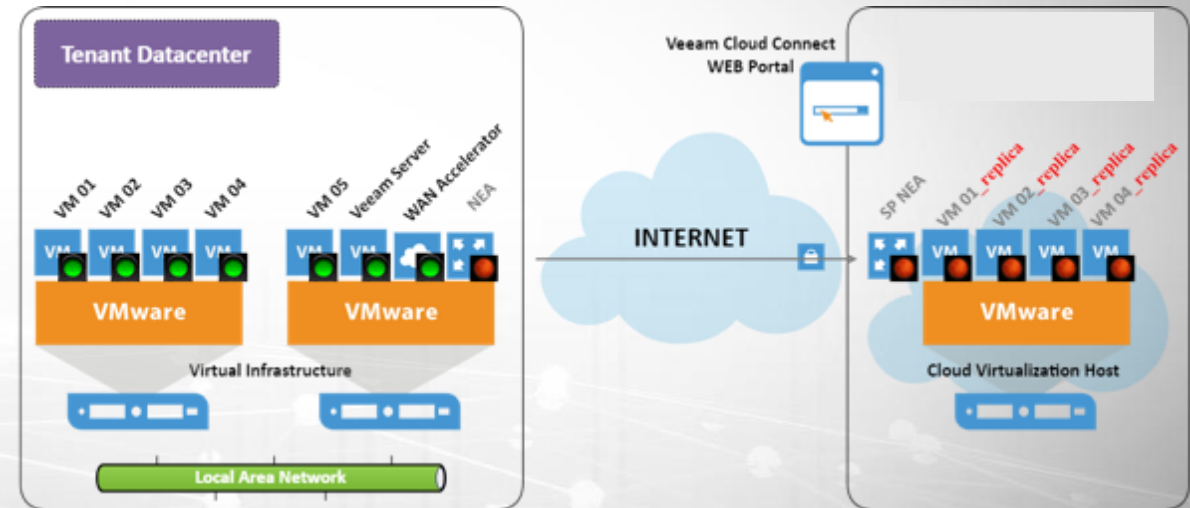 Tenant Datacenter
VM 01
VM 02
VM 03
VM 04
VM 05
Veeam Server
WAN Accelerator
NEA
VM
VM
VM
VM
VM
VM
VMware
VMware
Virtual Infrastructure
Local Area Network
INTERNET
Veeam Cloud Connect
WEB Portal
SP NEA
VM 01_replica
VM 02_replica
VM 03_replica
VM 04_replica
VM
VM
VM
VM
VMware
Cloud Virtualization Host